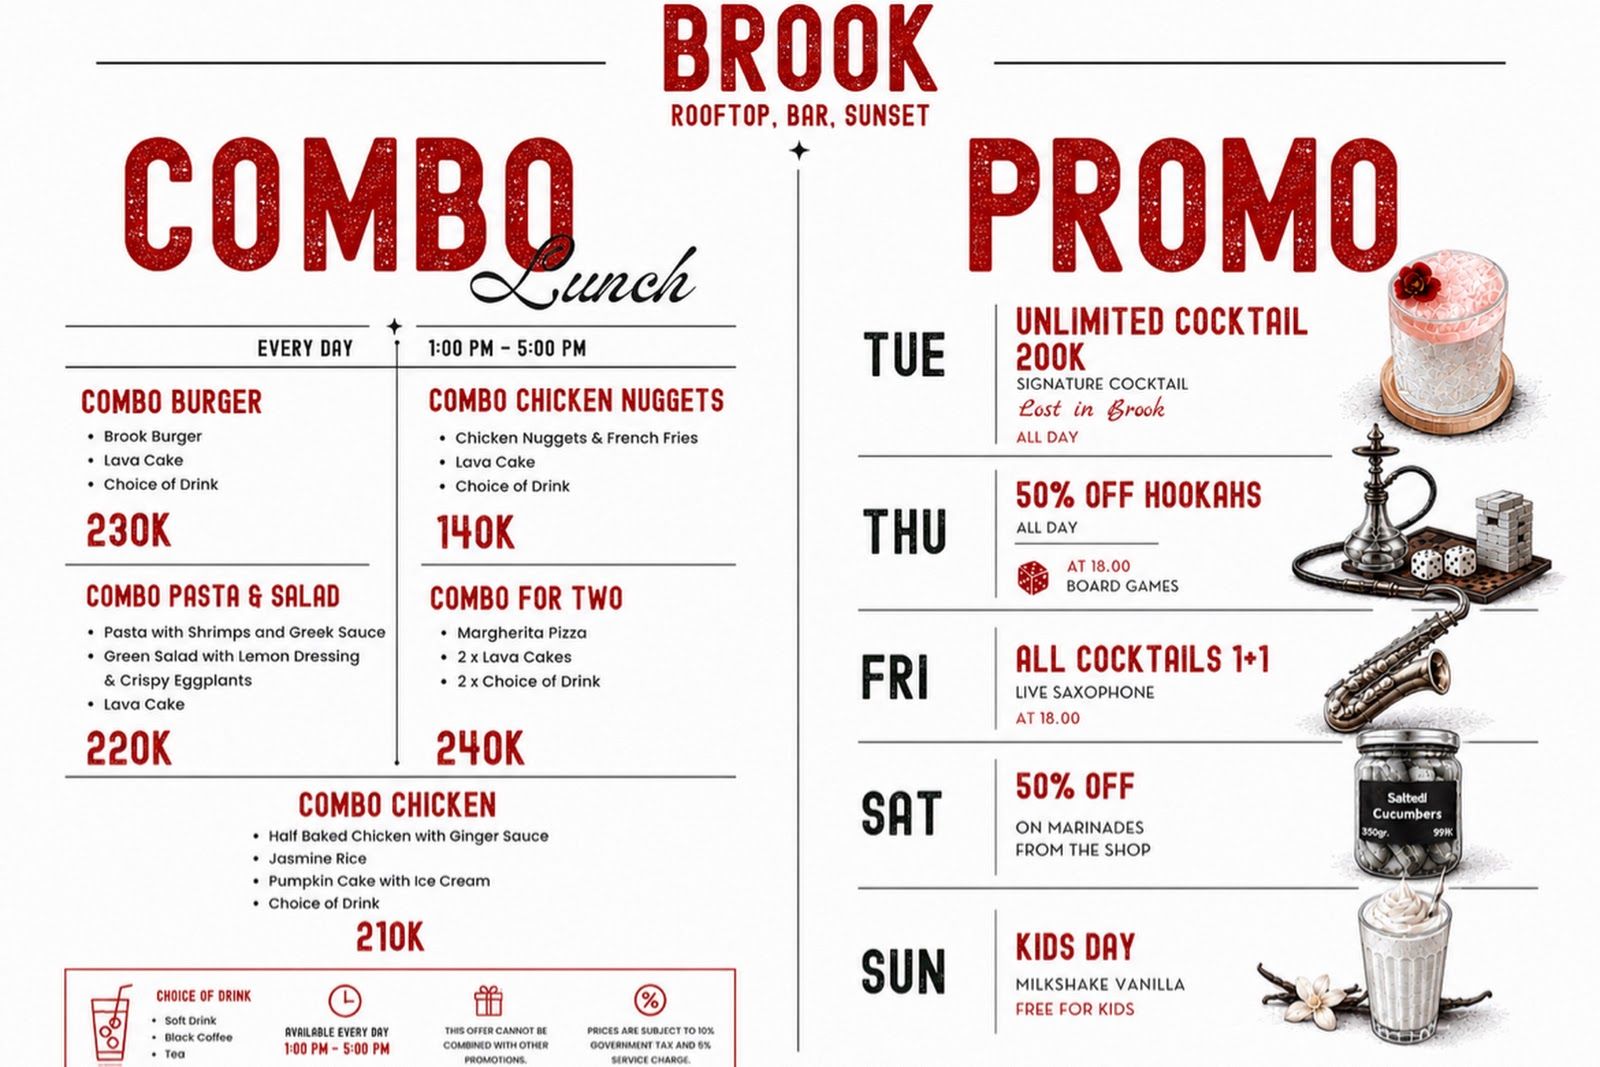 BROOK
ROOFTOP, BAR, SUNSET
COMBO
Lunch
EVERY DAY
1:00 PM - 5:00 PM
COMBO BURGER
• Brook Burger
• Lava Cake
• Choice of Drink
230K
COMBO CHICKEN NUGGETS
• Chicken Nuggets & French Fries
• Lava Cake
• Choice of Drink
140K
COMBO PASTA & SALAD
• Pasta with Shrimps and Greek Sauce
• Green Salad with Lemon Dressing
& Crispy Eggplants
• Lava Cake
220K
COMBO FOR TWO
• Margherita Pizza
• 2 x Lava Cakes
• 2 x Choice of Drink
240K
COMBO CHICKEN
• Half Baked Chicken with Ginger Sauce
• Jasmine Rice
• Pumpkin Cake with Ice Cream
• Choice of Drink
210K
CHOICE OF DRINK
• Soft Drink
• Black Coffee
• Tea
AVAILABLE EVERY DAY
1:00 PM - 5:00 PM
THIS OFFER CANNOT BE
COMBINED WITH OTHER
PROMOTIONS.
PRICES ARE SUBJECT TO 10%
GOVERNMENT TAX AND 6%
SERVICE CHARGE.
PROMO
TUE
UNLIMITED COCKTAIL
200K
SIGNATURE COCKTAIL
Lost in Brook
ALL DAY
THU
50% OFF HOOKAHS
ALL DAY
AT 18.00
BOARD GAMES
FRI
ALL COCKTAILS 1+1
LIVE SAXOPHONE
AT 18.00
SAT
50% OFF
ON MARINADES
FROM THE SHOP
Salted
Cucumbers
350gr.
SUN
KIDS DAY
MILKSHAKE VANILLA
FREE FOR KIDS